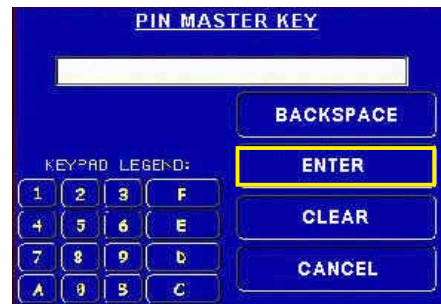 PIN MASTER KEY
BACKSPACE
KEYPAD LEGEND:
ENTER
1 2 3 F
4 5 6 E
CLEAR
7 8 9 D
CANCEL
A 0 B C